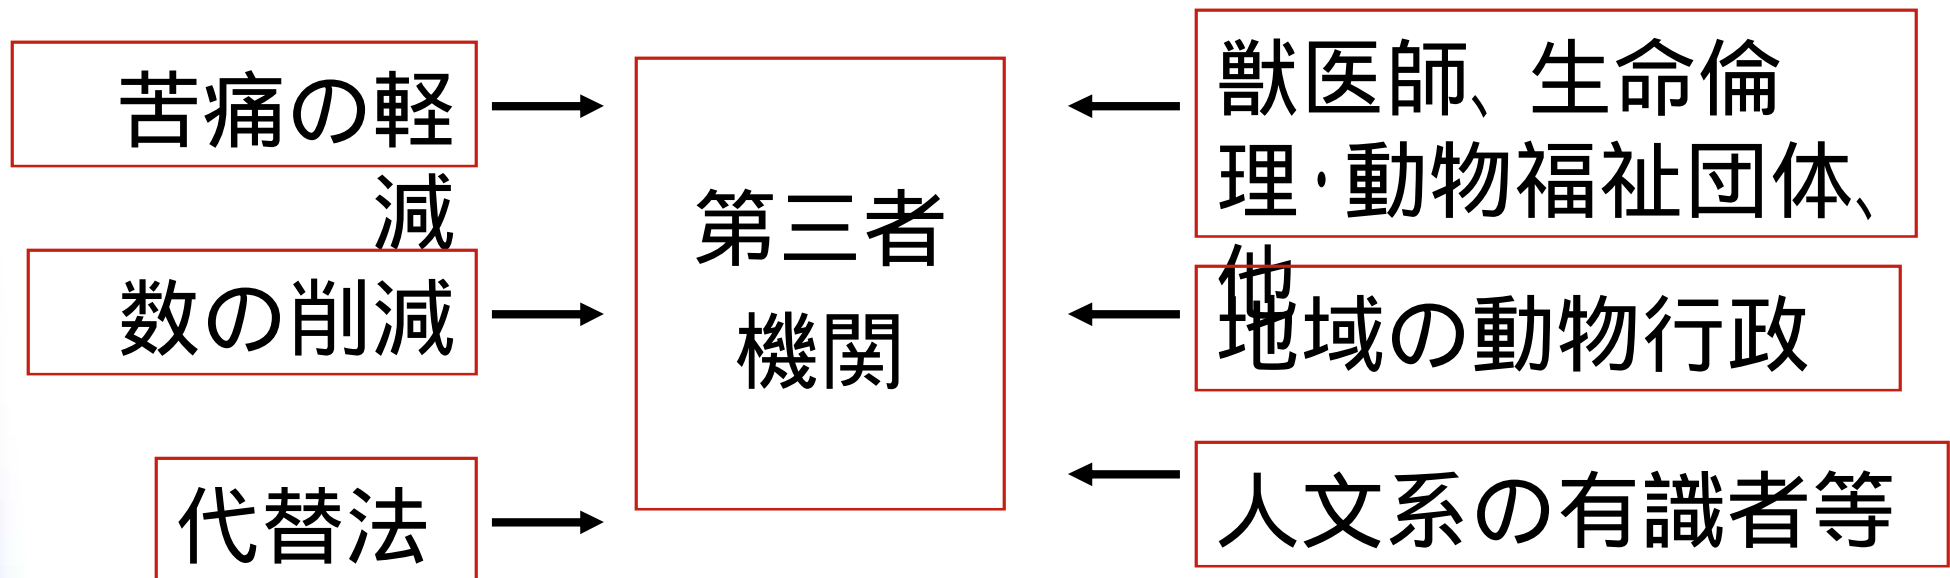 苦痛の軽
減
数の削減
代替法
第三者
機関
獣医師、生命倫
理・動物福祉団体、
他
地域の動物行政
人文系の有識者等